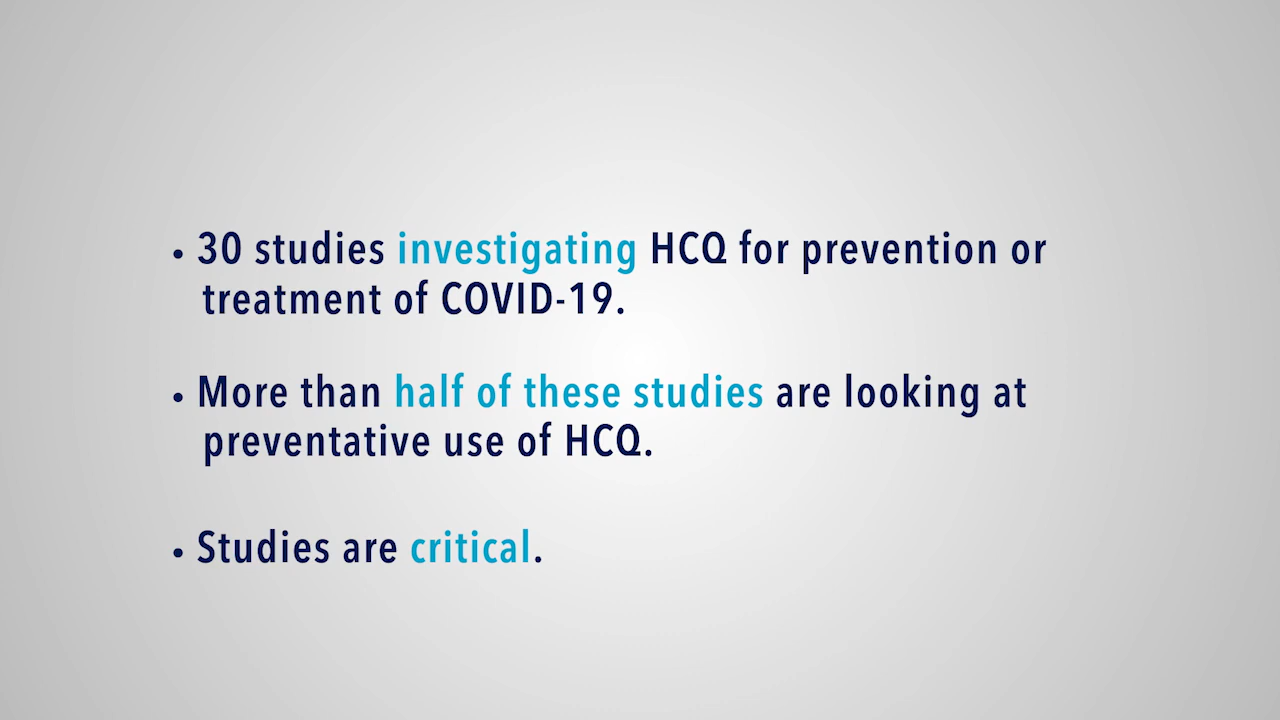 • 30 studies investigating HCQ for prevention or
treatment of COVID-19.
• More than half of these studies are looking at
preventative use of HCQ.
• Studies are critical.